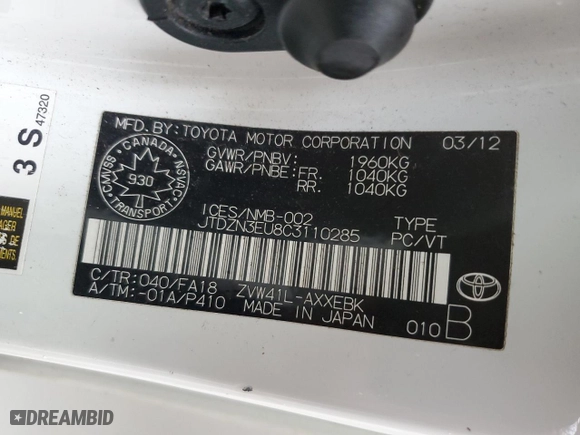 MFD. BY: TOYOTA MOTOR CORPORATION 03/12
GVWR/PNBV: 1960KG
GAWR/PNBE: FR: 1040KG
RR: 1040KG
CANADA
CMVSS NSVAC
930
TRANSPORT
ICES/NMB-002 TYPE
JTDZN3EU8C3110285 PC/VT
C/TR: 040/FA18 ZVW41L-AXXEBK
A/TM: -01A/P410 MADE IN JAPAN
010 B
3 S 47320
DREAMBID